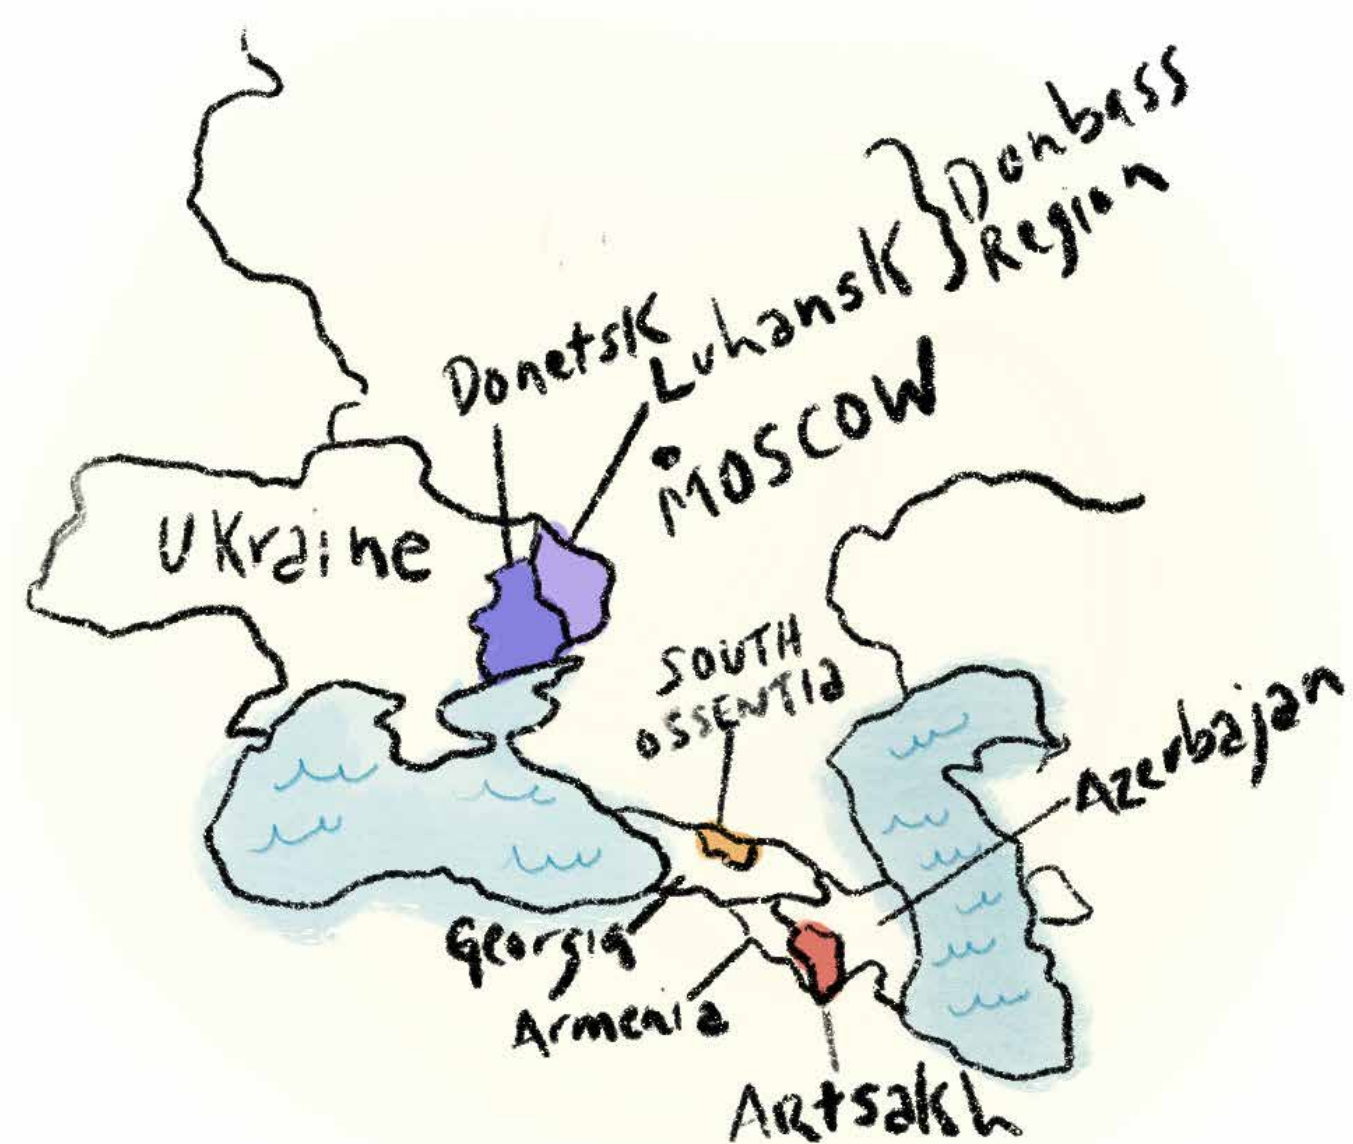 Donbass
Region
Donetsk
Luhansk
MOSCOW
Ukraine
SOUTH
OSSENTIA
Azerbajan
Georgia
Armenia
Artsakh